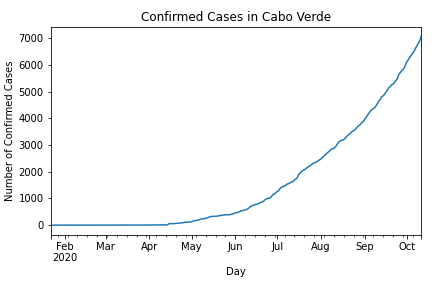 Confirmed Cases in Cabo Verde
Number of Confirmed Cases
7000
6000
5000
4000
3000
2000
1000
0
Feb Mar Apr May Jun Jul Aug Sep Oct
2020
Day